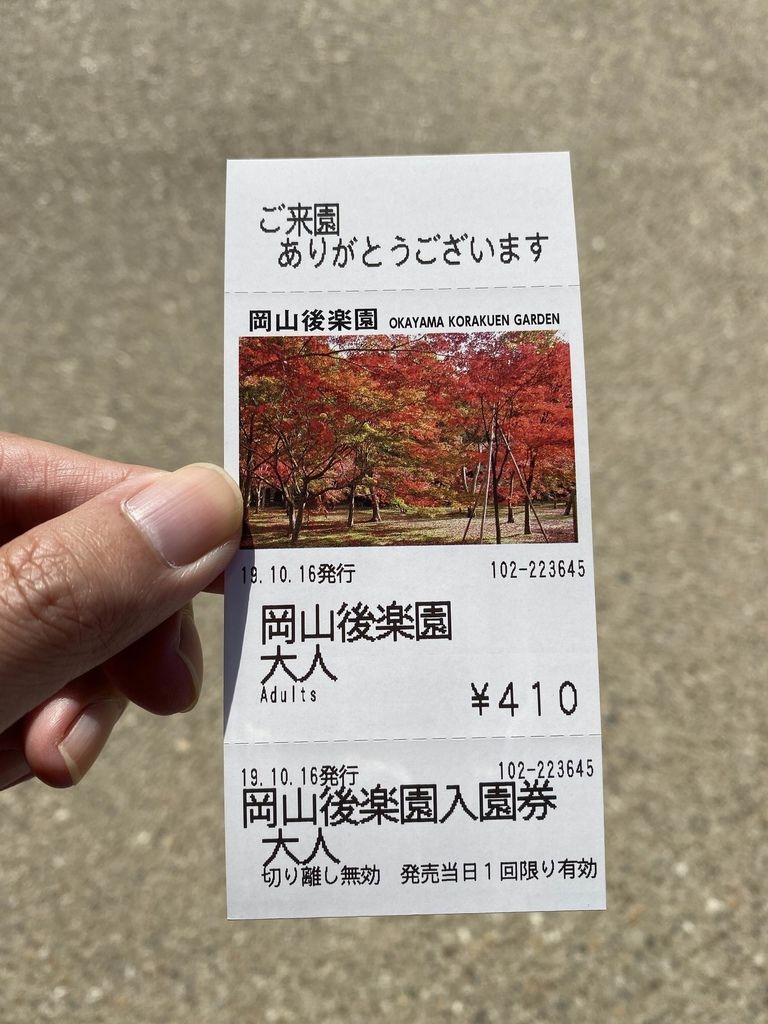 ご来園
ありがとうございます
岡山後楽園 OKAYAMA KORAKUEN GARDEN
19.10.16発行 102-223645
岡山後楽園
大人
Adults
¥410
19.10.16発行 102-223645
岡山後楽園入園券
大人
切り離し無効 発売当日1回限り有効